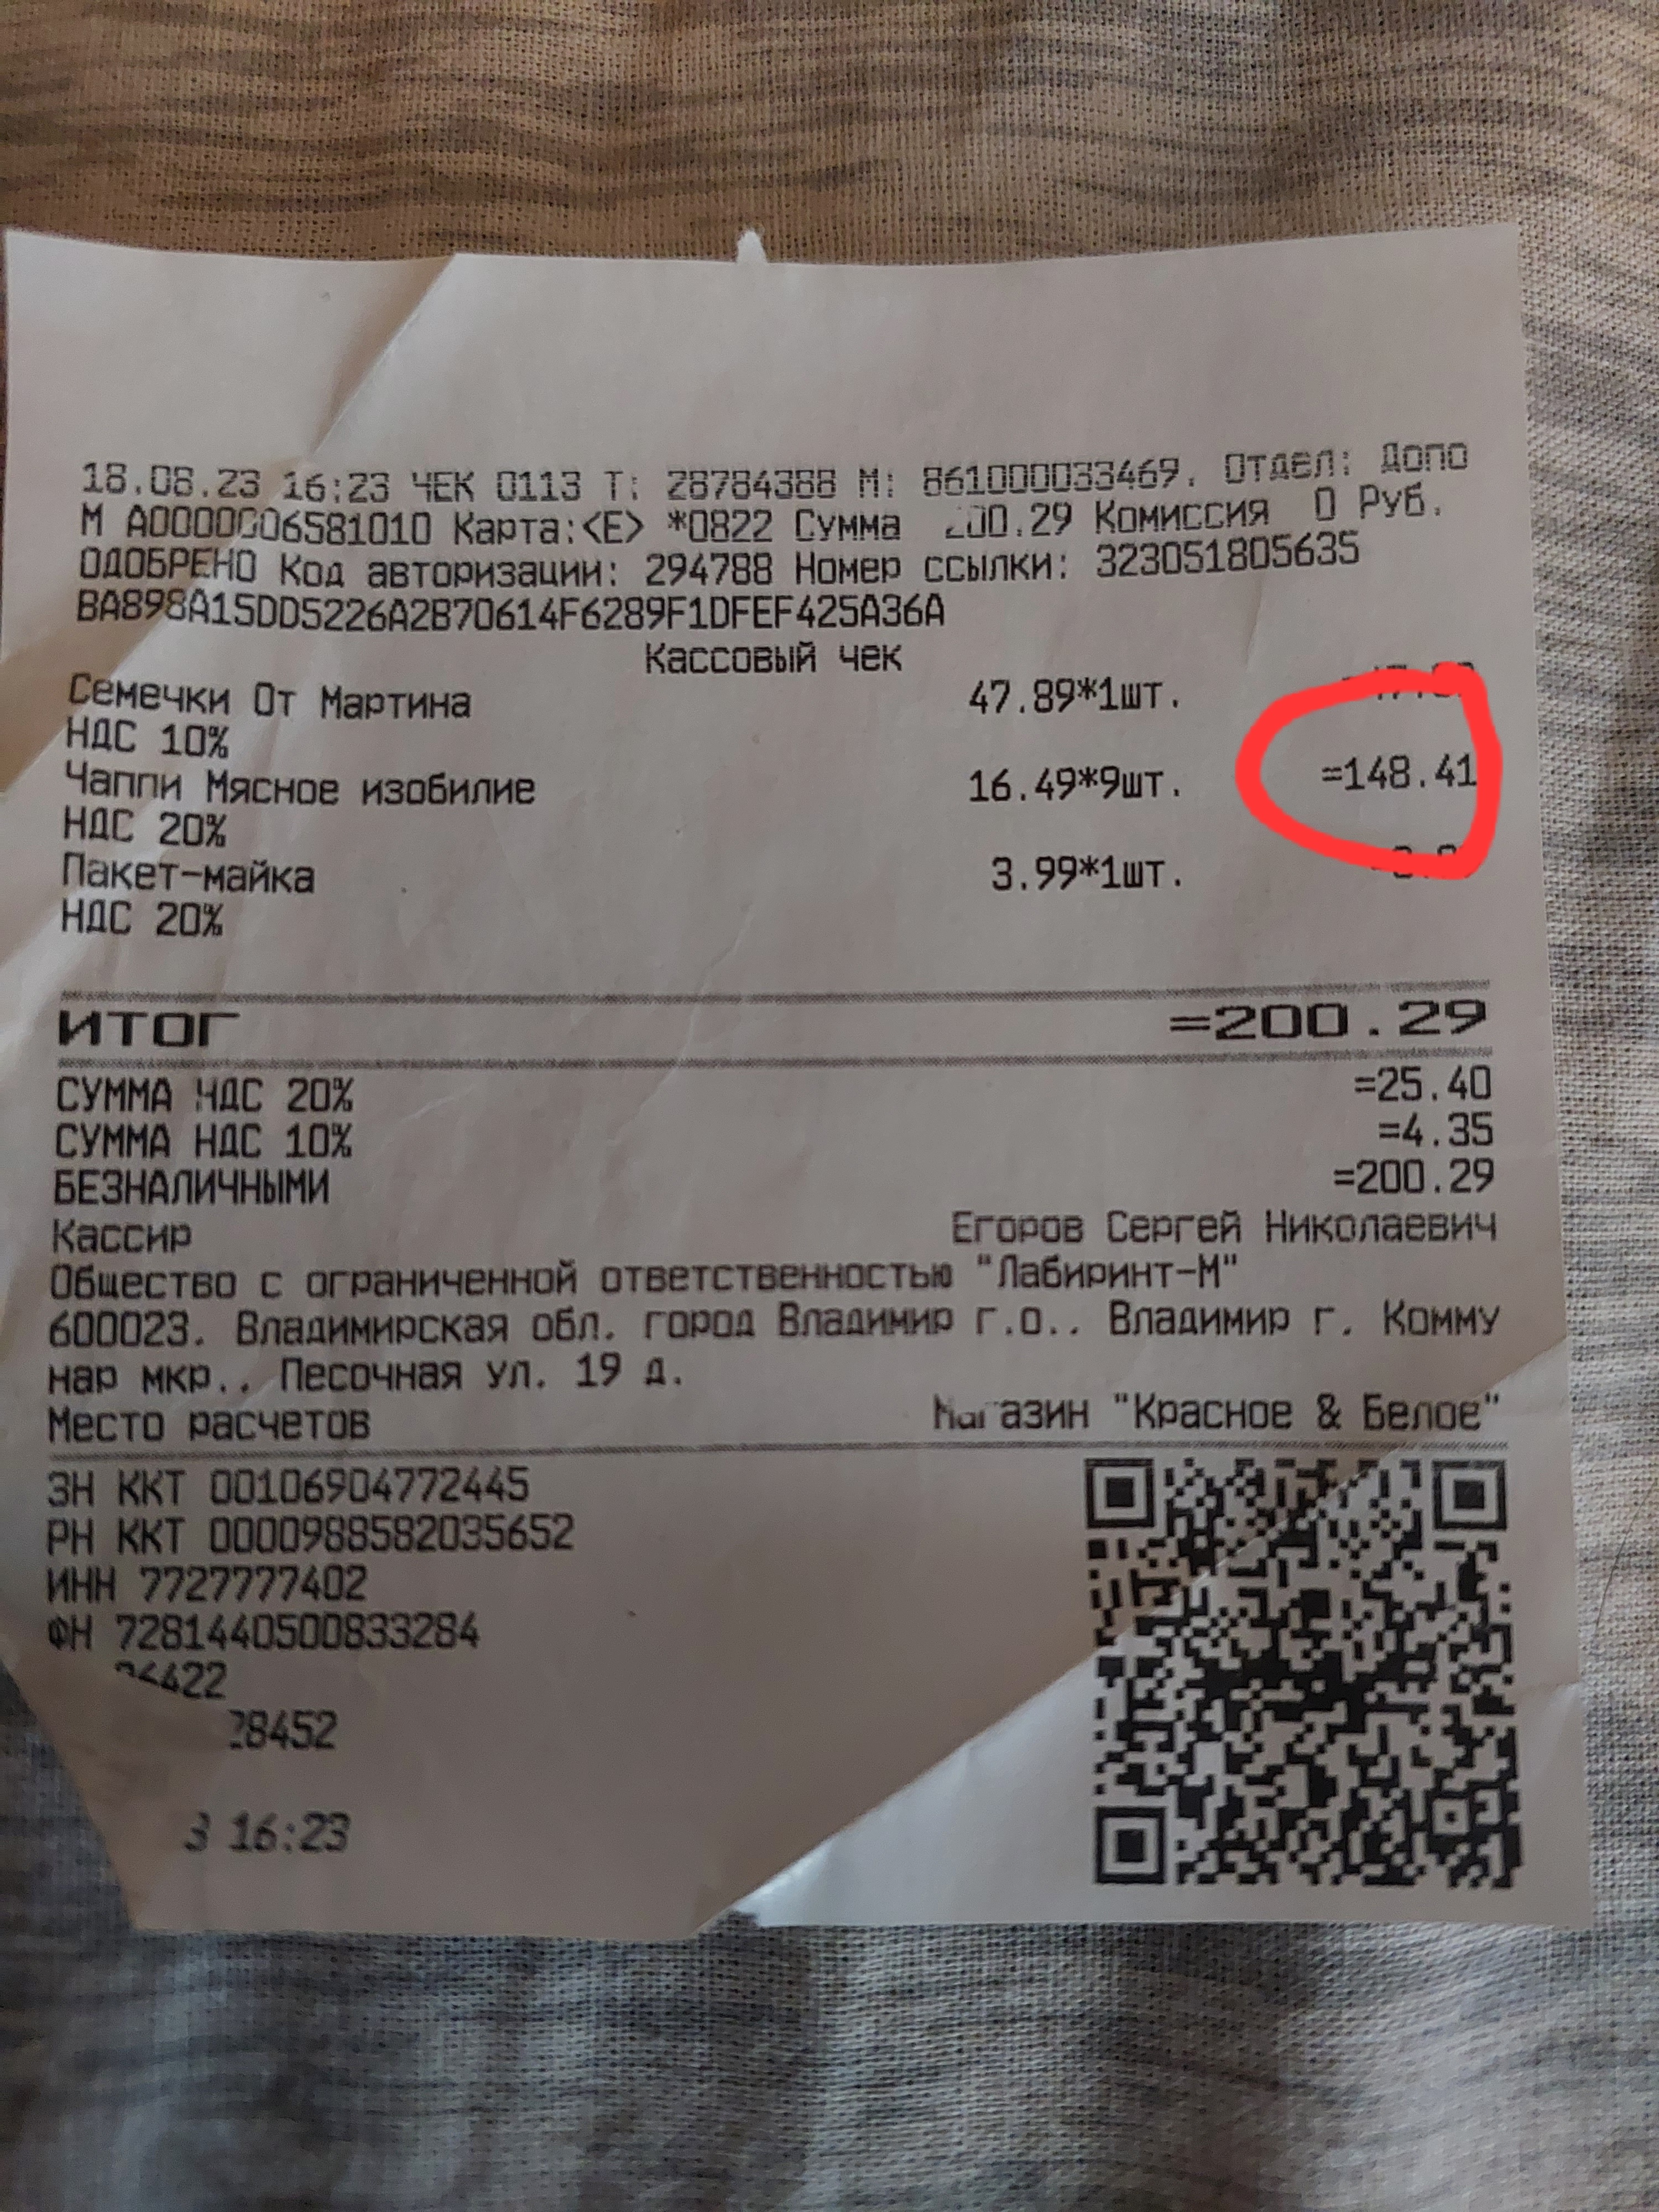 18.08.23 16:23 ЧЕК 0113 Т: 28784388 М: 861000033469. Отдел: Допо
М А0000006581010 Карта:<E> *0822 Сумма 200.29 Комиссия 0 Руб.
ОДОБРЕНО Код авторизации: 294788 Номер ссылки: 323051805635
BA898A15DD5226A2B70614F6289F1DFEF425A36A
Кассовый чек
Семечки От Мартина 47.89*1шт.
НДС 10%
Чаппи Мясное изобилие 16.49*9шт. =148.41
НДС 20%
Пакет-майка 3.99*1шт.
НДС 20%
ИТОГ =200.29
СУММА НДС 20% =25.40
СУММА НДС 10% =4.35
БЕЗНАЛИЧНЫМИ =200.29
Кассир Егоров Сергей Николаевич
Общество с ограниченной ответственностью "Лабиринт-М"
600023. Владимирская обл. город Владимир г.о.. Владимир г. Комму
нар мкр.. Песочная ул. 19 д.
Место расчетов Магазин "Красное & Белое"
ЗН ККТ 00106904772445
РН ККТ 0000988582035652
ИНН 7727777402
ФН 7281440500833284
28452
3 16:23